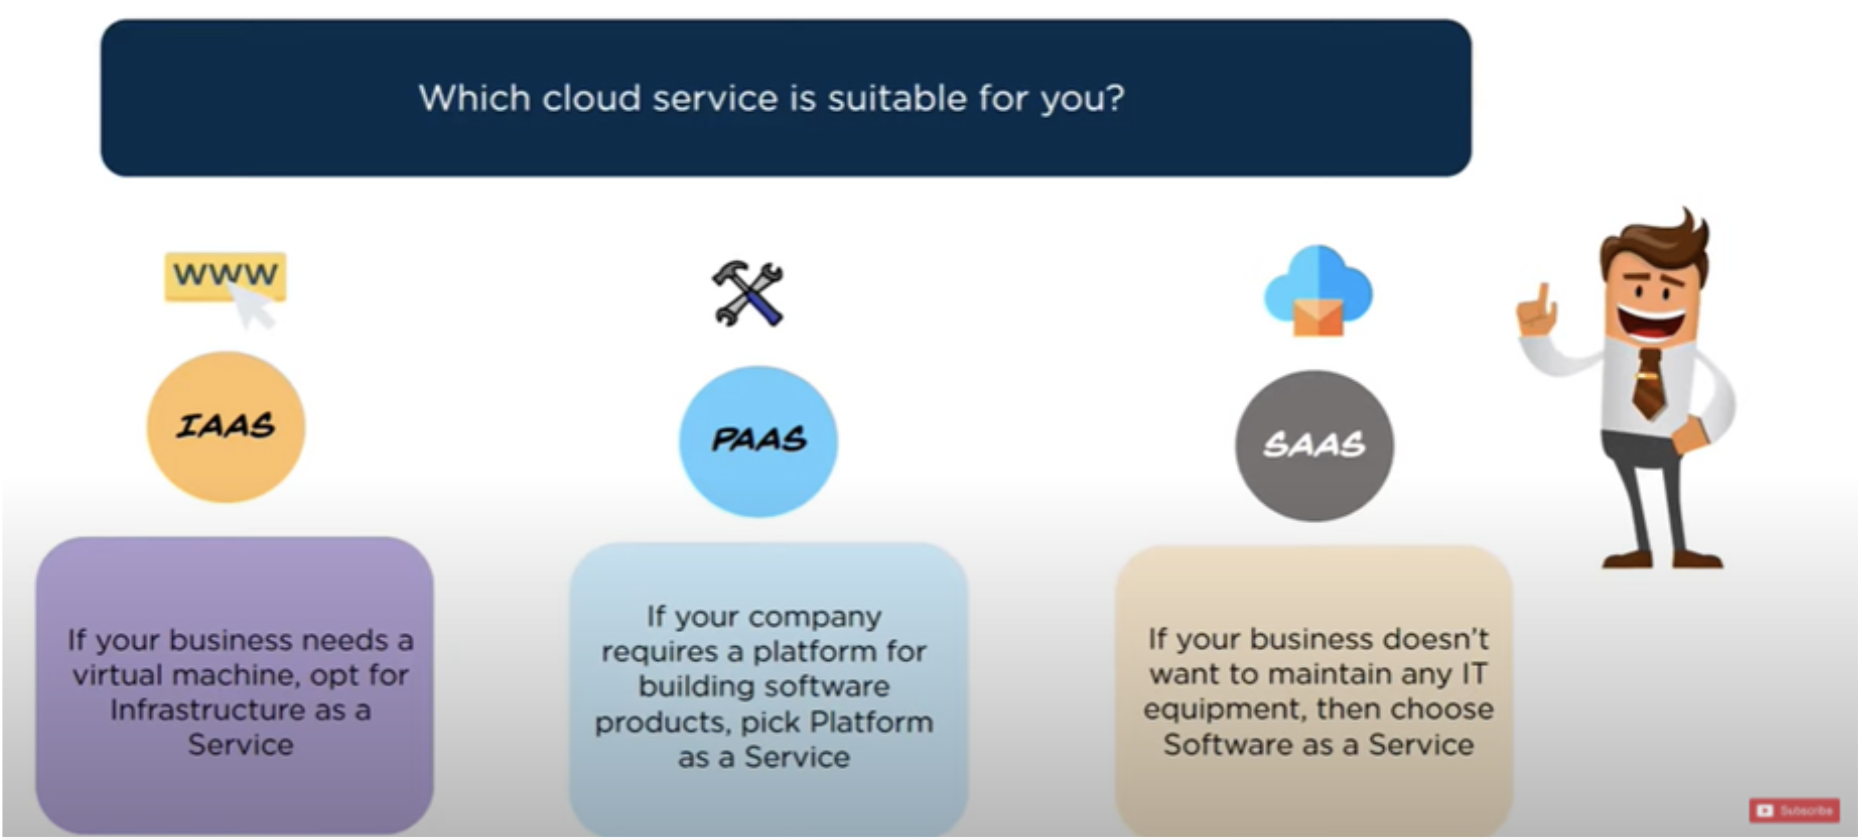 Which cloud service is suitable for you?
WWW
IAAS
PAAS
SAAS
If your business needs a
virtual machine, opt for
Infrastructure as a
Service
If your company
requires a platform for
building software
products, pick Platform
as a Service
If your business doesn't
want to maintain any IT
equipment, then choose
Software as a Service
Subscribe